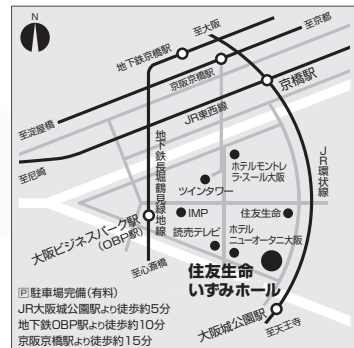 N
至大阪
至京都
地下鉄京橋駅
京阪京橋駅
京橋駅
至淀屋橋
JR東西線
至尼崎
地下鉄長堀鶴見緑地線
JR環状線
ホテルモントレ
ラ・スール大阪
ツインタワー
IMP
住友生命
読売テレビ
ホテル
ニューオータニ大阪
大阪ビジネスパーク駅
(OBP駅)
至心斎橋
住友生命
いずみホール
大阪城公園駅
至天王寺
P駐車場完備(有料)
JR大阪城公園駅より徒歩約5分
地下鉄OBP駅より徒歩約10分
京阪京橋駅より徒歩約15分